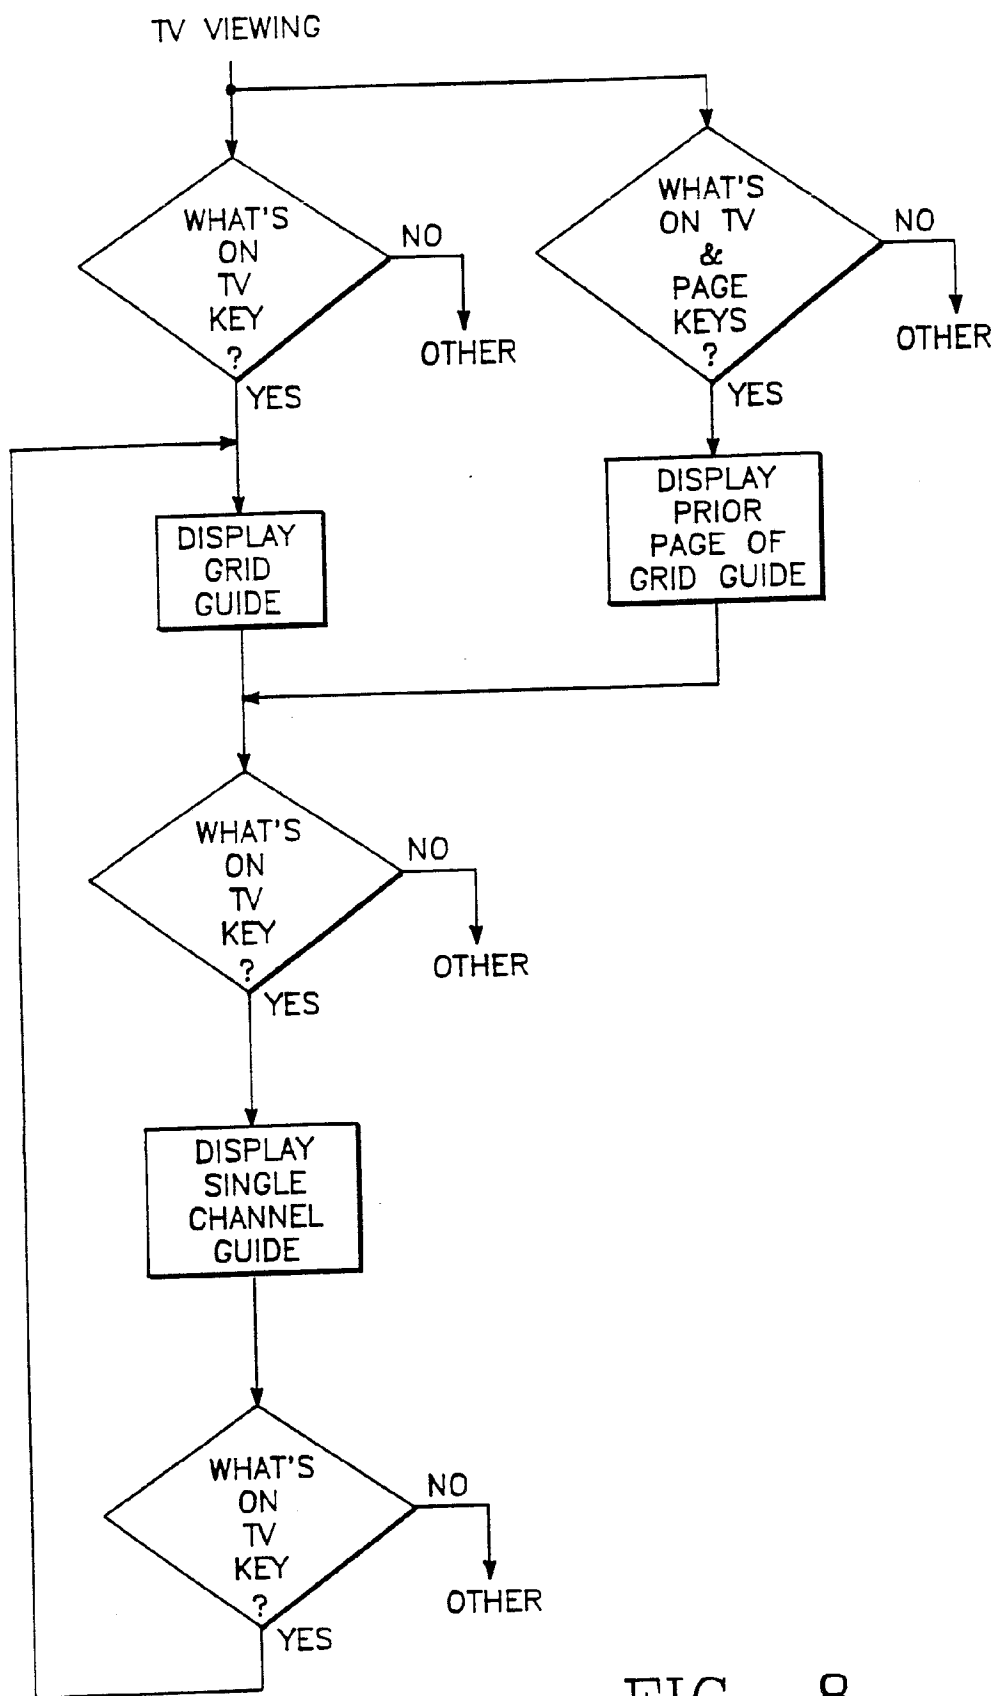 TV VIEWING
WHAT'S
ON
TV
KEY
?
NO
OTHER
YES
WHAT'S
ON TV
&
PAGE
KEYS
?
NO
OTHER
YES
DISPLAY
GRID
GUIDE
DISPLAY
PRIOR
PAGE OF
GRID GUIDE
WHAT'S
ON
TV
KEY
?
NO
OTHER
YES
DISPLAY
SINGLE
CHANNEL
GUIDE
WHAT'S
ON
TV
KEY
?
NO
OTHER
YES
FIG. 8